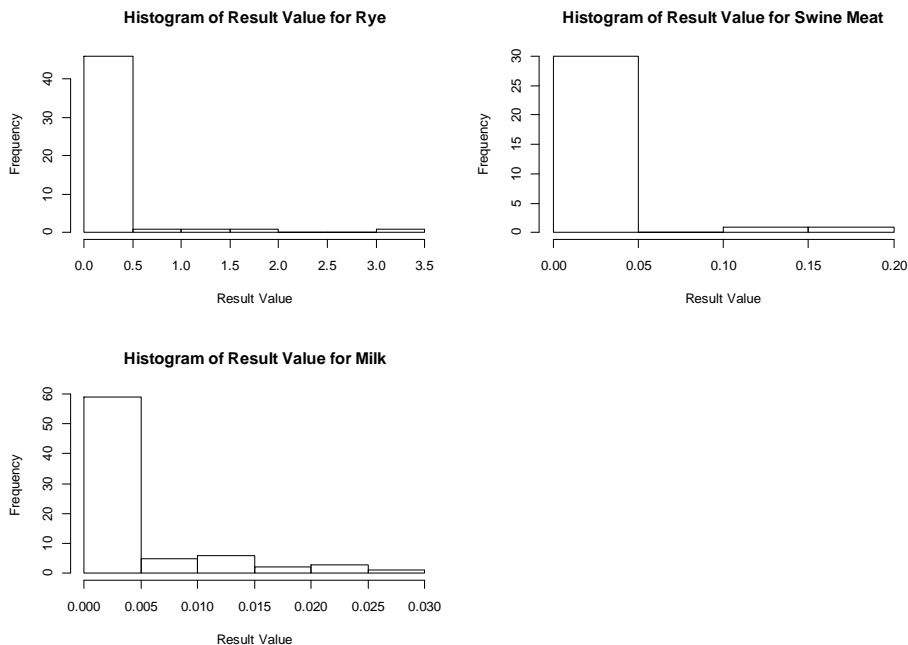 Histogram of Result Value for Rye
Frequency
0 10 20 30 40
0.0 0.5 1.0 1.5 2.0 2.5 3.0 3.5
Result Value
Histogram of Result Value for Swine Meat
Frequency
0 5 10 15 20 25 30
0.00 0.05 0.10 0.15 0.20
Result Value
Histogram of Result Value for Milk
Frequency
0 10 20 30 40 50 60
0.000 0.005 0.010 0.015 0.020 0.025 0.030
Result Value